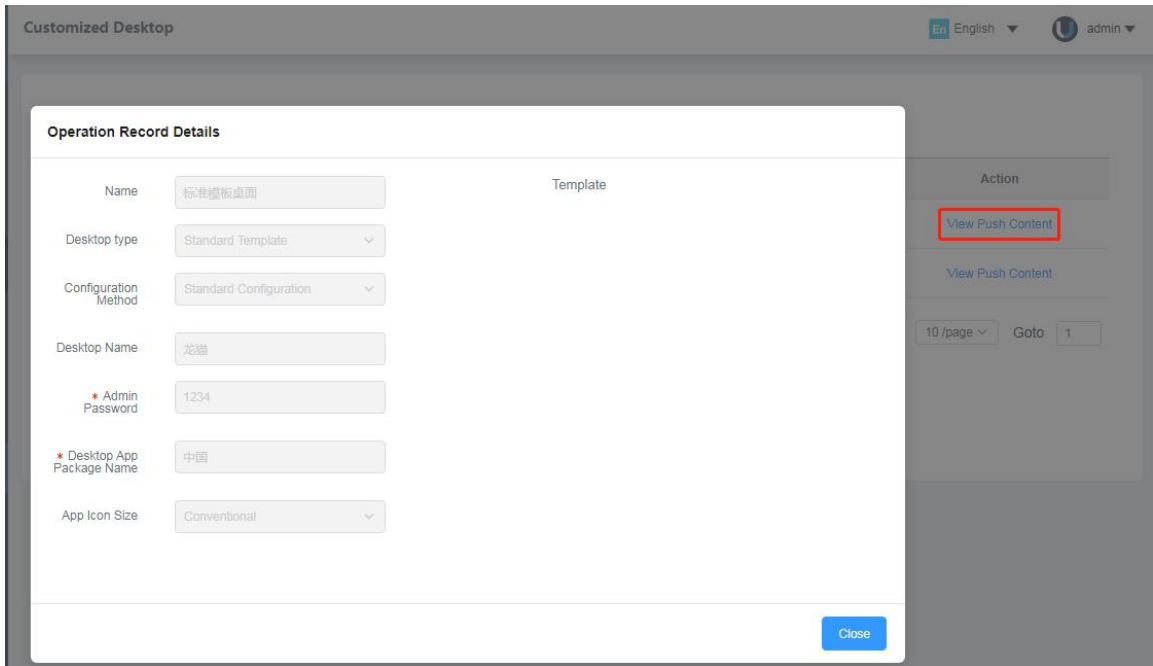 Customized Desktop
En English
admin
Operation Record Details
Name
标准模板桌面
Template
Action
Desktop type
Standard Template
View Push Content
Configuration
Method
Standard Configuration
View Push Content
Desktop Name
龙猫
10 /page
Goto
1
* Admin
Password
1234
* Desktop App
Package Name
中国
App Icon Size
Conventional
Close